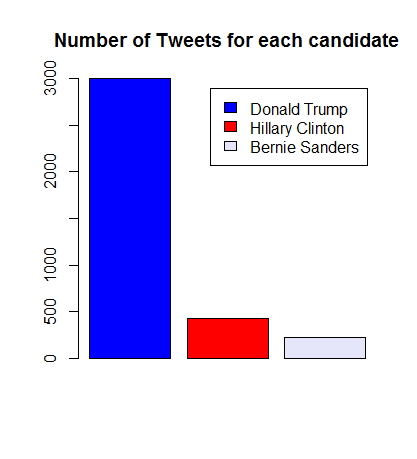 Number of Tweets for each candidate
3000
2000
1000
500
0
Donald Trump
Hillary Clinton
Bernie Sanders